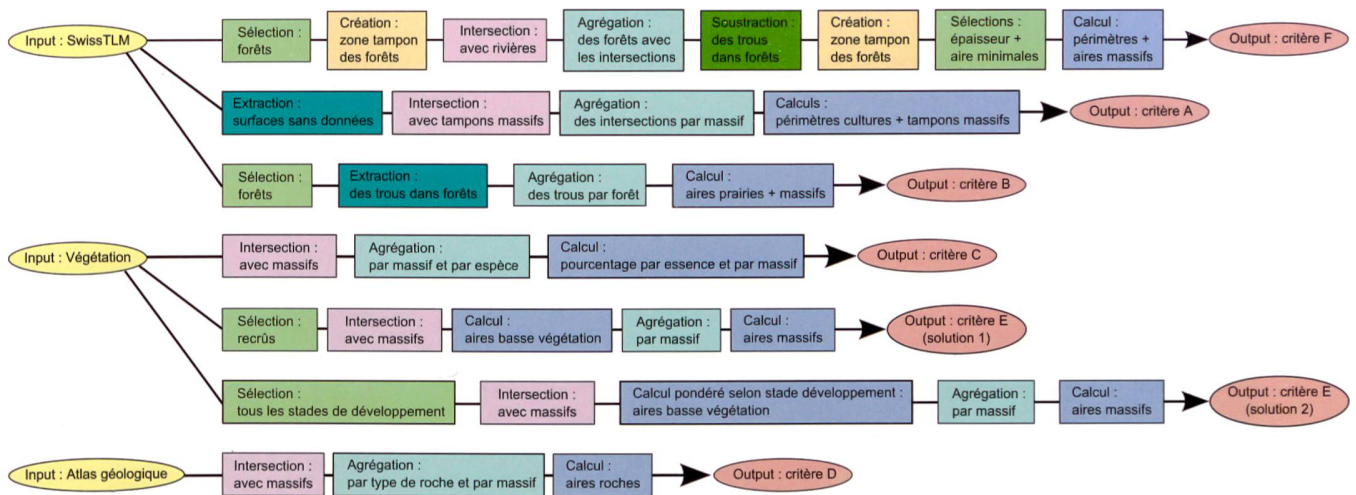 Input : SwissTLM
Sélection :
forêts
Création :
zone tampon
des forêts
Intersection :
avec rivières
Agrégation :
des forêts avec
les intersections
Soustraction :
des trous
dans forêts
Création :
zone tampon
des forêts
Sélections :
épaisseur +
aire minimales
Calcul :
périmètres +
aires massifs
Output : critère F
Extraction :
surfaces sans données
Intersection :
avec tampons massifs
Agrégation :
des intersections par massif
Calculs :
périmètres cultures + tampons massifs
Output : critère A
Sélection :
forêts
Extraction :
des trous dans forêts
Agrégation :
des trous par forêt
Calcul :
aires prairies + massifs
Output : critère B
Input : Végétation
Intersection :
avec massifs
Agrégation :
par massif et par espèce
Calcul :
pourcentage par essence et par massif
Output : critère C
Sélection :
recrûs
Intersection :
avec massifs
Calcul :
aires basse végétation
Agrégation :
par massif
Calcul :
aires massifs
Output : critère E
(solution 1)
Sélection :
tous les stades de développement
Intersection :
avec massifs
Calcul pondéré selon stade développement :
aires basse végétation
Agrégation :
par massif
Calcul :
aires massifs
Output : critère E
(solution 2)
Input : Atlas géologique
Intersection :
avec massifs
Agrégation :
par type de roche et par massif
Calcul :
aires roches
Output : critère D